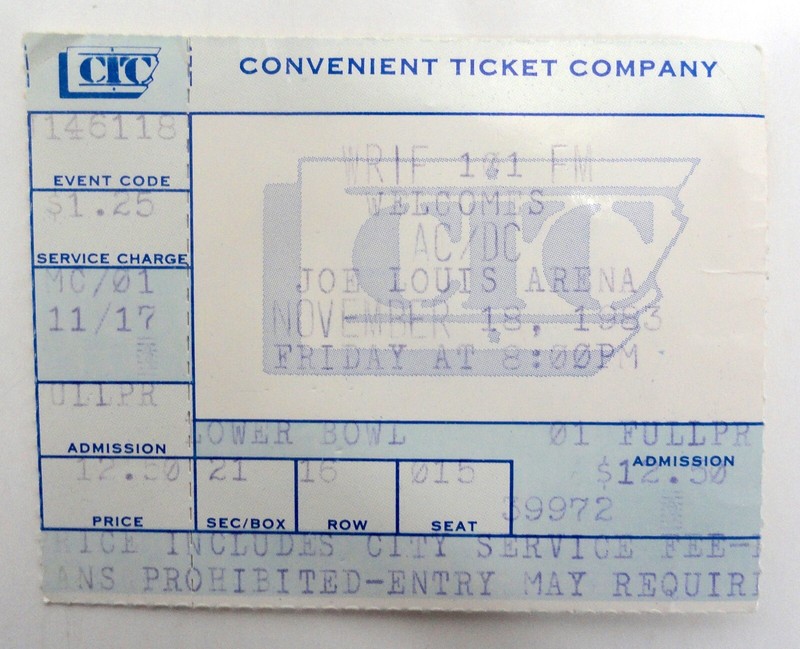 CTC
CONVENIENT TICKET COMPANY
146118
EVENT CODE
$1.25
SERVICE CHARGE
MC/01
11/17
ULLPR
ADMISSION
12.50
PRICE
WRIF 101 FM
WELCOMES
AC/DC
JOE LOUIS ARENA
NOVEMBER 18, 1983
FRIDAY AT 8:00PM
CTC
LOWER BOWL 01 FULLPR
ADMISSION
21 16 015 $12.50
SEC/BOX ROW SEAT
39972
RICE INCLUDES CITY SERVICE FEE-
ANS PROHIBITED-ENTRY MAY REQUIR